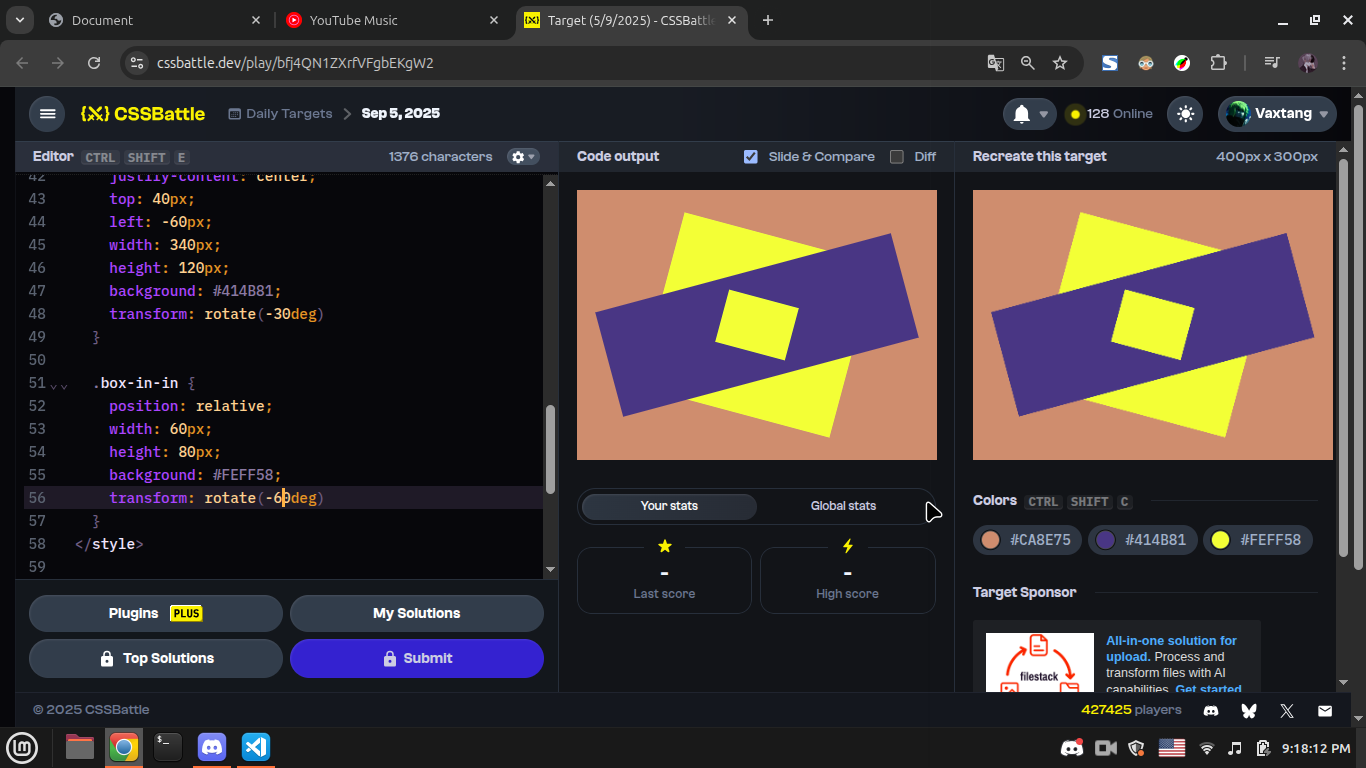 Document
YouTube Music
Target (5/9/2025) - CSSBattle
cssbattle.dev/play/bfj4QN1ZXrfVFgbEKgW2
CSSBattle
Daily Targets
Sep 5, 2025
128 Online
Vaxtang
Editor CTRL SHIFT E
1376 characters
Code output
Slide & Compare
Diff
Recreate this target
400px x 300px
42 justify-content: center;
43 top: 40px;
44 left: -60px;
45 width: 340px;
46 height: 120px;
47 background: #414B81;
48 transform: rotate(-30deg)
49 }
50
51 .box-in-in {
52 position: relative;
53 width: 60px;
54 height: 80px;
55 background: #FEFF58;
56 transform: rotate(-60deg)
57 }
58 </style>
59
Your stats
Global stats
-
Last score
-
High score
Colors CTRL SHIFT C
#CA8E75
#414B81
#FEFF58
Target Sponsor
filestack
All-in-one solution for
upload. Process and
transform files with AI
capabilities. Get started
Plugins PLUS
My Solutions
Top Solutions
Submit
© 2025 CSSBattle
427425 players
9:18:12 PM